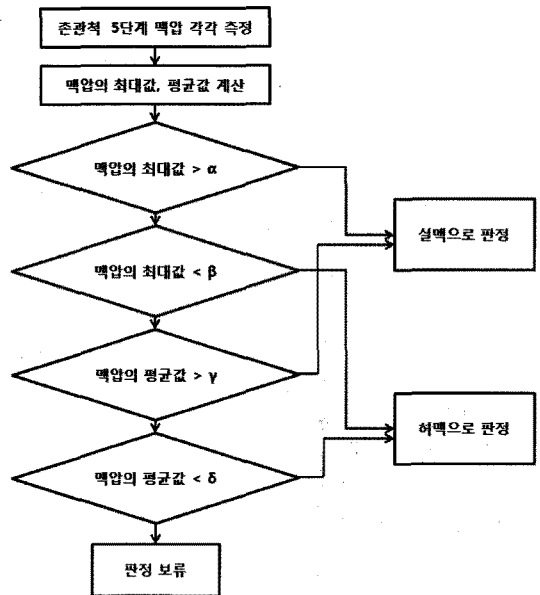 존관척 5단계 맥압 각각 측정
맥압의 최대값, 평균값 계산
맥압의 최대값 > α
실맥으로 판정
맥압의 최대값 < β
맥압의 평균값 > γ
허맥으로 판정
맥압의 평균값 < δ
판정 보류